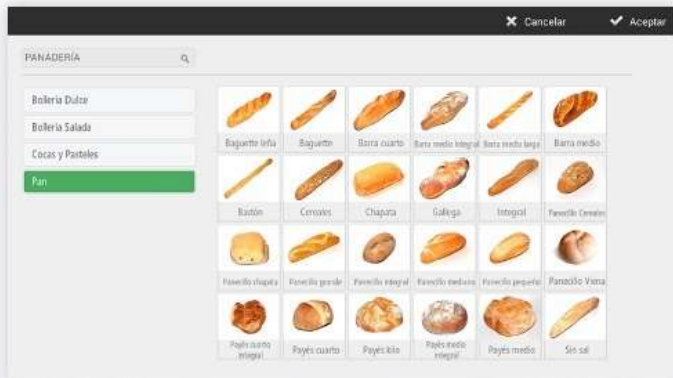 Cancelar
Aceptar
PANADERÍA
Bolleria Dulce
Bolleria Salada
Cocas y Pasteles
Pan
Baguette leña
Baguette
Barra cuarto
Barra medio integral
Barra medio larga
Barra medio
Bastón
Cereales
Chapata
Gallega
Integral
Panecillo Cereales
Panecillo chapata
Panecillo grande
Panecillo integral
Panecillo mediano
Panecillo pequeño
Panecillo Viena
Payés cuarto
integral
Payés cuarto
Payés kilo
Payés medio
integral
Payés medio
Sin sal